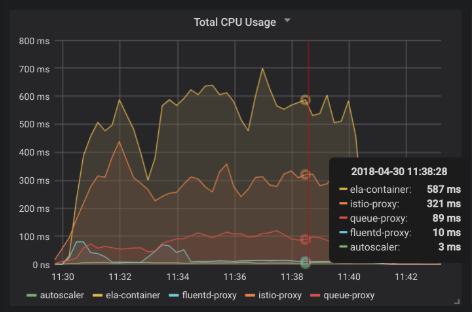 Total CPU Usage
800 ms
700 ms
600 ms
500 ms
400 ms
300 ms
200 ms
100 ms
0 ns
2018-04-30 11:38:28
ela-container: 587 ms
istio-proxy: 321 ms
queue-proxy: 89 ms
fluentd-proxy: 10 ms
autoscaler: 3 ms
11:30 11:32 11:34 11:36 11:38 11:40 11:42
autoscaler ela-container fluentd-proxy istio-proxy queue-proxy